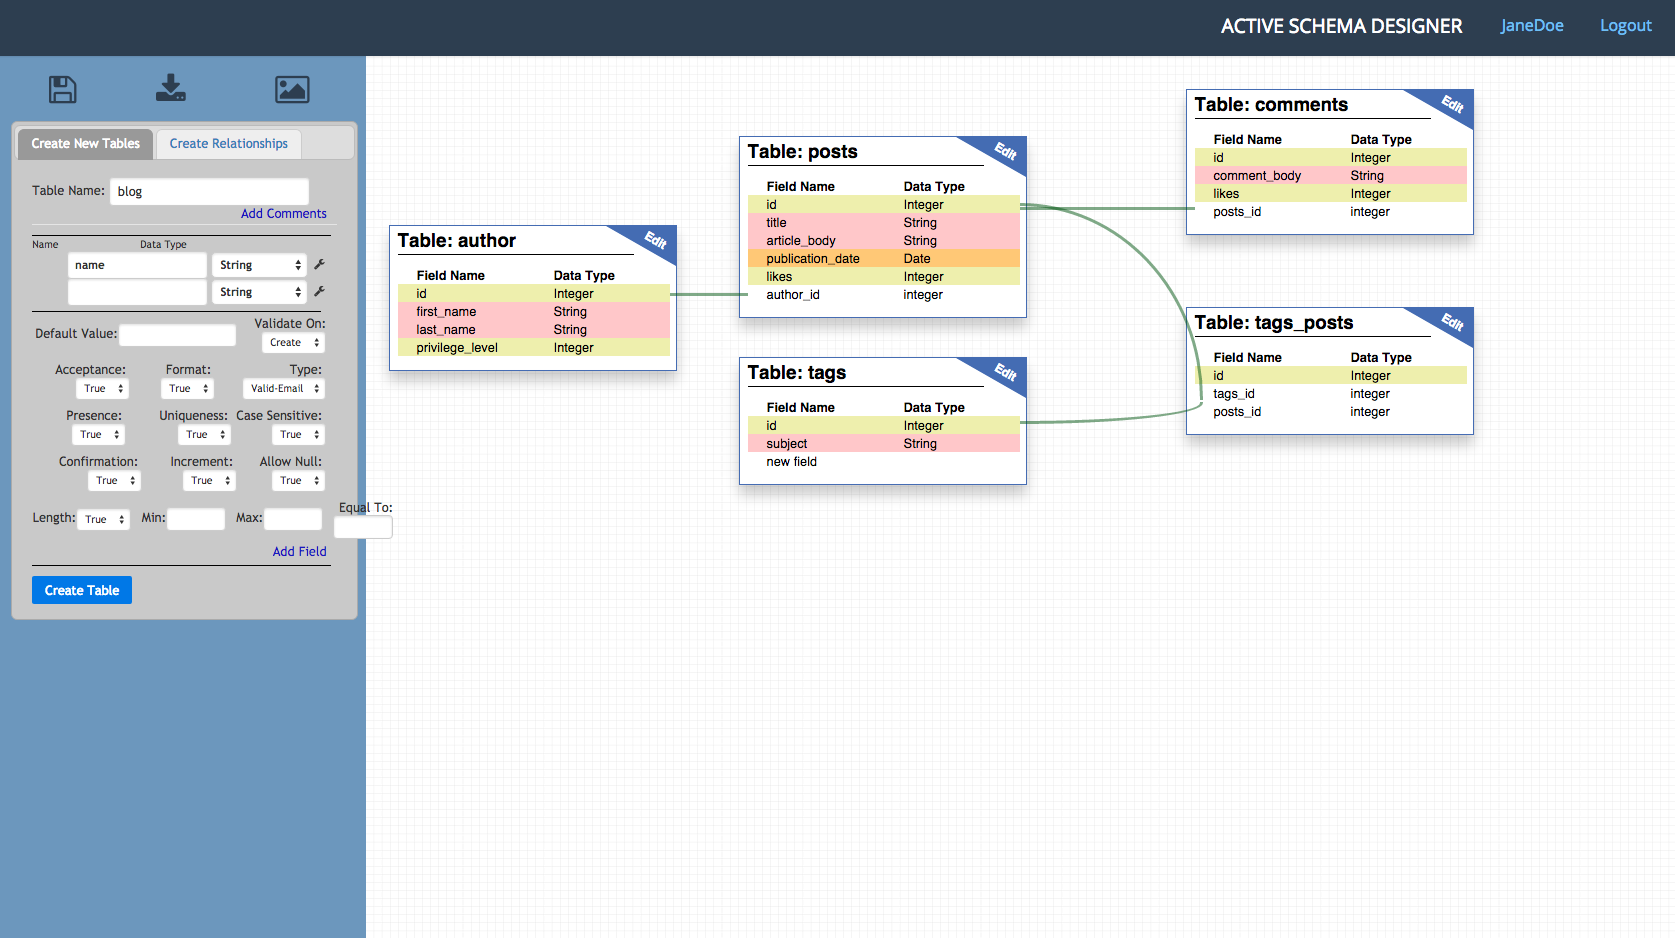 ACTIVE SCHEMA DESIGNER JaneDoe Logout
Create New Tables Create Relationships
Table Name: blog
Add Comments
Name Data Type
name String
String
Default Value: Validate On:
Create
Acceptance: Format: Type:
True True Valid-Email
Presence: Uniqueness: Case Sensitive:
True True True
Confirmation: Increment: Allow Null:
True True True
Equal To:
Length: True Min: Max:
Add Field
Create Table
Table: author Edit
Field Name Data Type
id Integer
first_name String
last_name String
privilege_level Integer
Table: posts Edit
Field Name Data Type
id Integer
title String
article_body String
publication_date Date
likes Integer
author_id integer
Table: tags Edit
Field Name Data Type
id Integer
subject String
new field
Table: comments Edit
Field Name Data Type
id Integer
comment_body String
likes Integer
posts_id integer
Table: tags_posts Edit
Field Name Data Type
id Integer
tags_id integer
posts_id integer